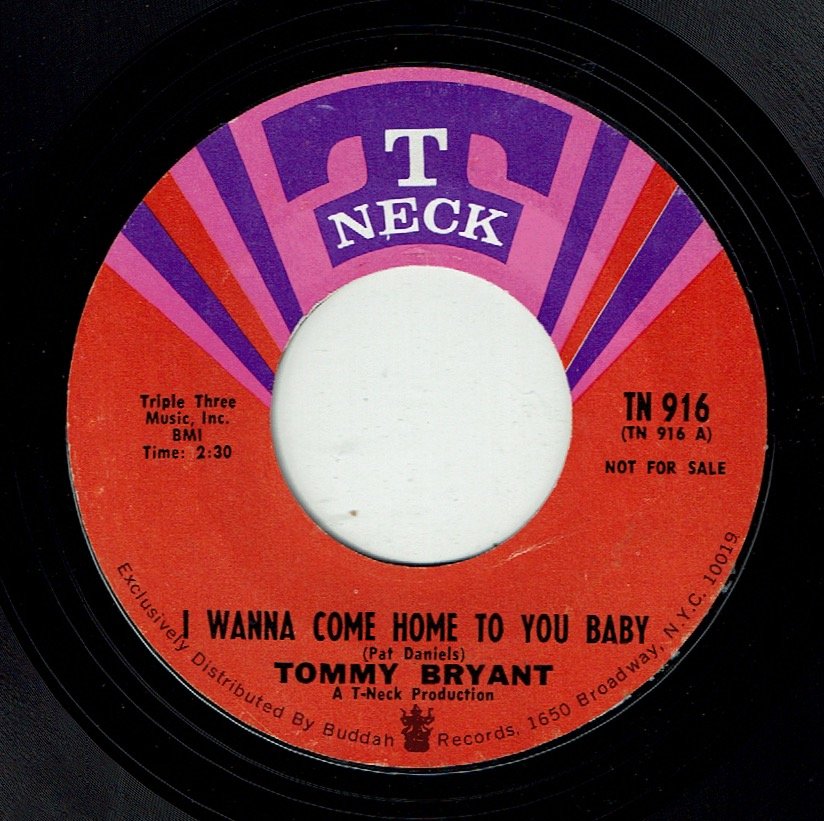 T
NECK
Triple Three
Music, Inc.
BMI
Time: 2:30
TN 916
(TN 916 A)
NOT FOR SALE
I WANNA COME HOME TO YOU BABY
(Pat Daniels)
TOMMY BRYANT
A T-Neck Production
Exclusively Distributed By Buddah Records, 1650 Broadway, N.Y.C. 10019